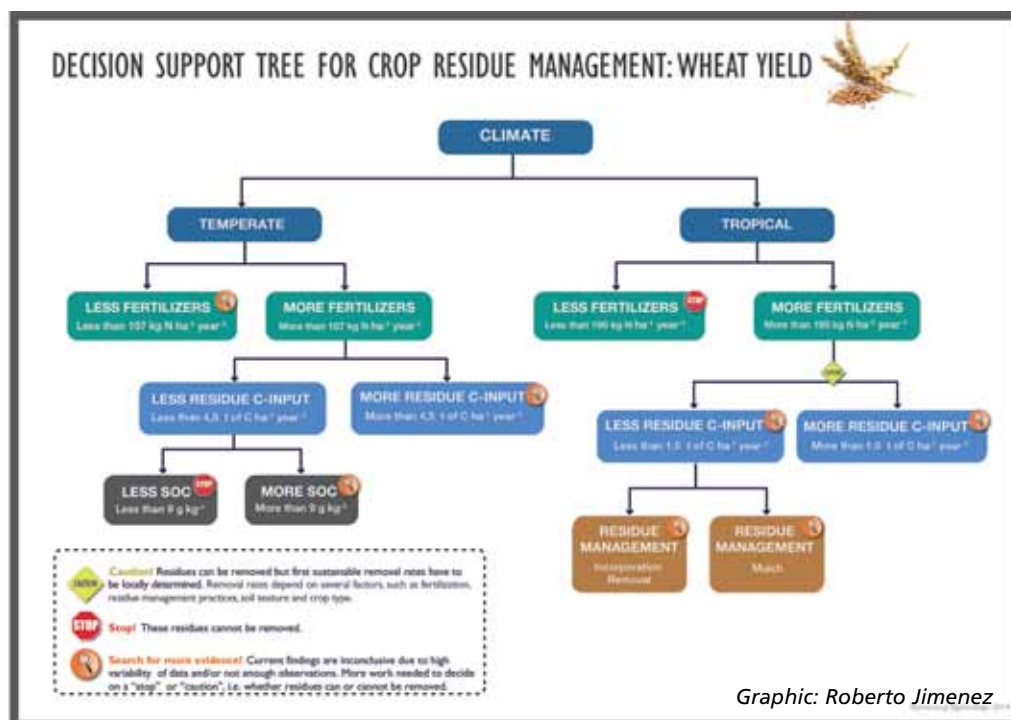 DECISION SUPPORT TREE FOR CROP RESIDUE MANAGEMENT: WHEAT YIELD
CLIMATE
TEMPERATE
TROPICAL
LESS FERTILIZERS
Less than 107 kg N ha⁻¹ year⁻¹
MORE FERTILIZERS
More than 107 kg N ha⁻¹ year⁻¹
LESS FERTILIZERS
STOP
Less than kg N ha⁻¹ year⁻¹
MORE FERTILIZERS
More than kg N ha⁻¹ year⁻¹
LESS RESIDUE C-INPUT
Less than 4,5 t of C ha⁻¹ year⁻¹
MORE RESIDUE C-INPUT
More than 4,5 t of C ha⁻¹ year⁻¹
CAUTION
LESS RESIDUE C-INPUT
Less than t of C ha⁻¹ year⁻¹
MORE RESIDUE C-INPUT
More than t of C ha⁻¹ year⁻¹
LESS SOC
STOP
Less than 9 g kg⁻¹
MORE SOC
More than 9 g kg⁻¹
RESIDUE
MANAGEMENT
Incorporation
Removal
RESIDUE
MANAGEMENT
Mulch
CAUTION
Caution! Residues can be removed but first sustainable removal rates have to
be locally determined. Removal rates depend on several factors, such as fertilization,
residue management practices, soil texture and crop type.
STOP
Stop! These residues cannot be removed.
Search for more evidence! Current findings are inconclusive due to high
variability of data and/or not enough observations. More work needed to decide
on a "stop" or "caution", i.e. whether residues can or cannot be removed.
Graphic: Roberto Jimenez